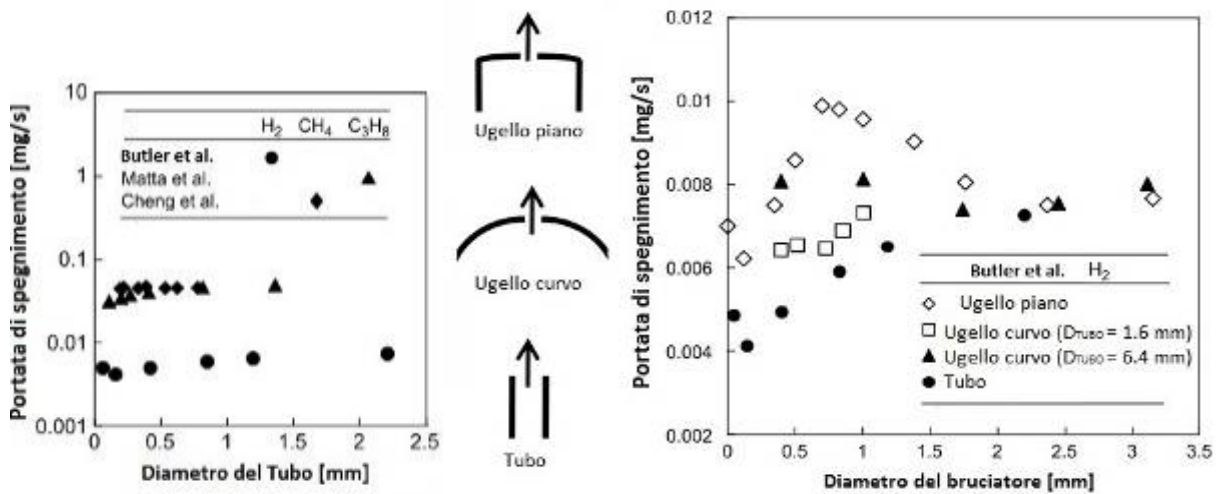 Portata di spegnimento [mg/s]
10
1
0.1
0.01
0.001
H2 CH4 C3H8
Butler et al.
Matta et al.
Cheng et al.
0 0.5 1 1.5 2 2.5
Diametro del Tubo [mm]
Ugello piano
Ugello curvo
Tubo
Portata di spegnimento [mg/s]
0.012
0.01
0.008
0.006
0.004
0.002
Butler et al. H2
Ugello piano
Ugello curvo (DTUBO = 1.6 mm)
Ugello curvo (DTUBO = 6.4 mm)
Tubo
0 0.5 1 1.5 2 2.5 3 3.5
Diametro del bruciatore [mm]